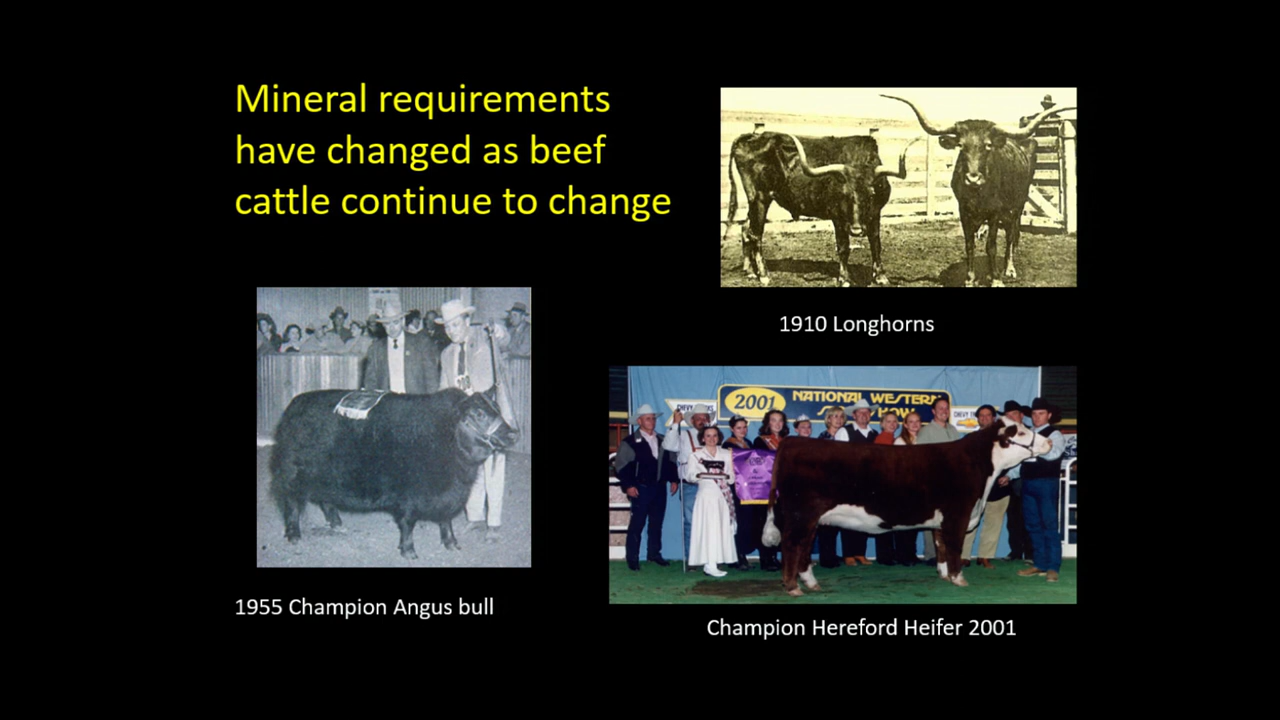 Mineral requirements
have changed as beef
cattle continue to change
1910 Longhorns
1955 Champion Angus bull
2001
NATIONAL WESTERN
Champion Hereford Heifer 2001